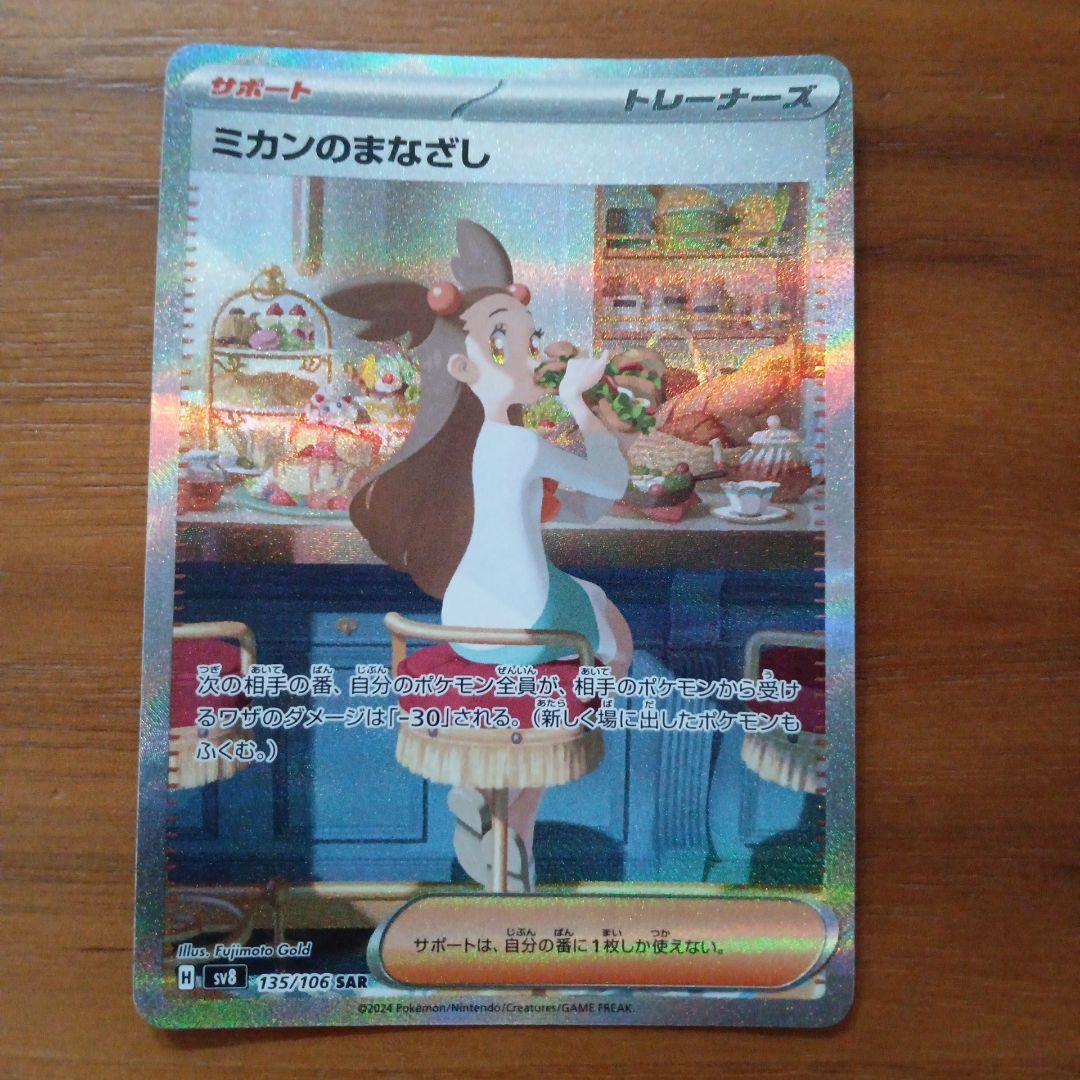 サポート
トレーナーズ
ミカンのまなざし
次の相手の番、自分のポケモン全員が、相手のポケモンから受け
るワザのダメージは「-30」される。（新しく場に出したポケモンも
ふくむ。）
サポートは、自分の番に1枚しか使えない。
Illus. Fujimoto Gold
H sv8 135/106 SAR
©2024 Pokémon/Nintendo/Creatures/GAME FREAK.